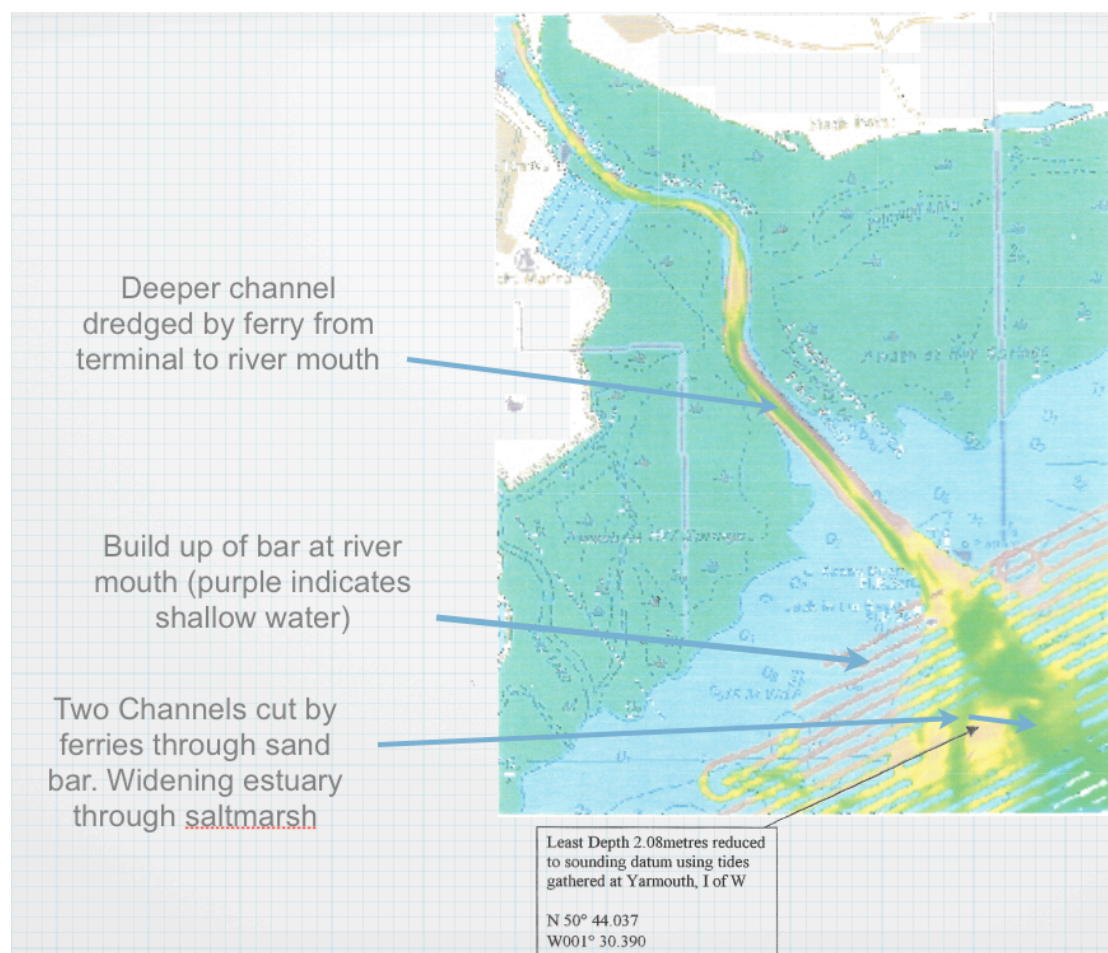 Deeper channel
dredged by ferry from
terminal to river mouth
Build up of bar at river
mouth (purple indicates
shallow water)
Two Channels cut by
ferries through sand
bar. Widening estuary
through saltmarsh
Least Depth 2.08metres reduced
to sounding datum using tides
gathered at Yarmouth, I of W
N 50° 44.037
W001° 30.390